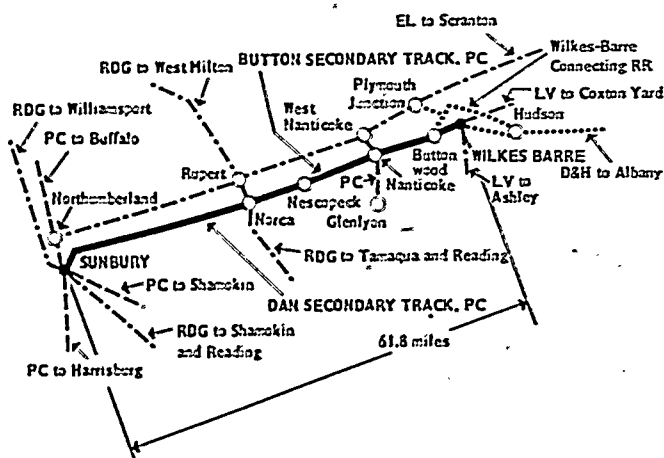 EL to Scranton
BUTTON SECONDARY TRACK, PC
Wilkes-Barre
Connecting RR
RDG to West Hilton
Plymouth
Junction
LV to Coxton Yard
RDG to Williamsport
West
Nanticoke
Hudson
PC to Buffalo
Button
wood
WILKES BARRE
Rupert
PC
Nanticoke
D&H to Albany
Northumberland
Nescopeck
Glenlyon
LV to
Ashley
Norca
SUNBURY
RDG to Tamaqua and Reading
PC to Shamokin
DAN SECONDARY TRACK, PC
RDG to Shamokin
and Reading
61.8 miles
PC to Harrisburg